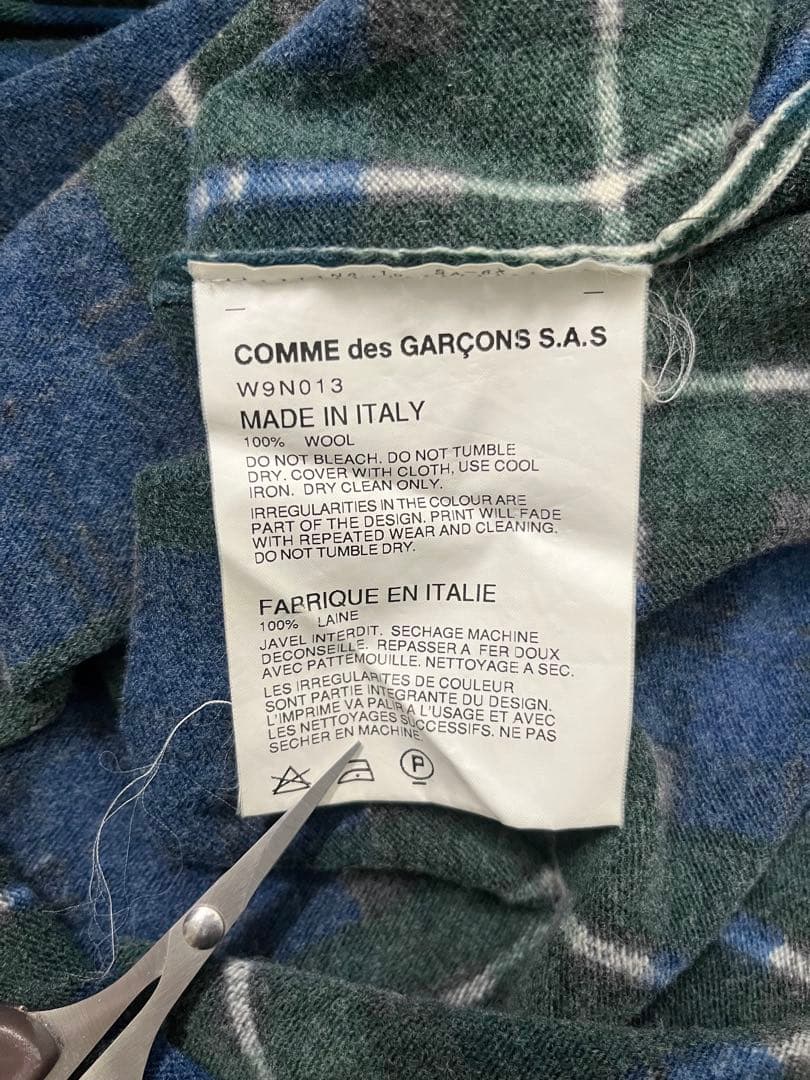 COMME des GARÇONS S.A.S
W9N013
MADE IN ITALY
100% WOOL
DO NOT BLEACH. DO NOT TUMBLE
DRY. COVER WITH CLOTH, USE COOL
IRON. DRY CLEAN ONLY.
IRREGULARITIES IN THE COLOUR ARE
PART OF THE DESIGN. PRINT WILL FADE
WITH REPEATED WEAR AND CLEANING.
DO NOT TUMBLE DRY.
FABRIQUE EN ITALIE
100% LAINE
JAVEL INTERDIT. SECHAGE MACHINE
DECONSEILLE. REPASSER A FER DOUX
AVEC PATTEMOUILLE. NETTOYAGE A SEC.
LES IRREGULARITES DE COULEUR
SONT PARTIE INTEGRANTE DU DESIGN.
L'IMPRIME VA PALIR A L'USAGE ET AVEC
LES NETTOYAGES SUCCESSIFS. NE PAS
SECHER EN MACHINE
P